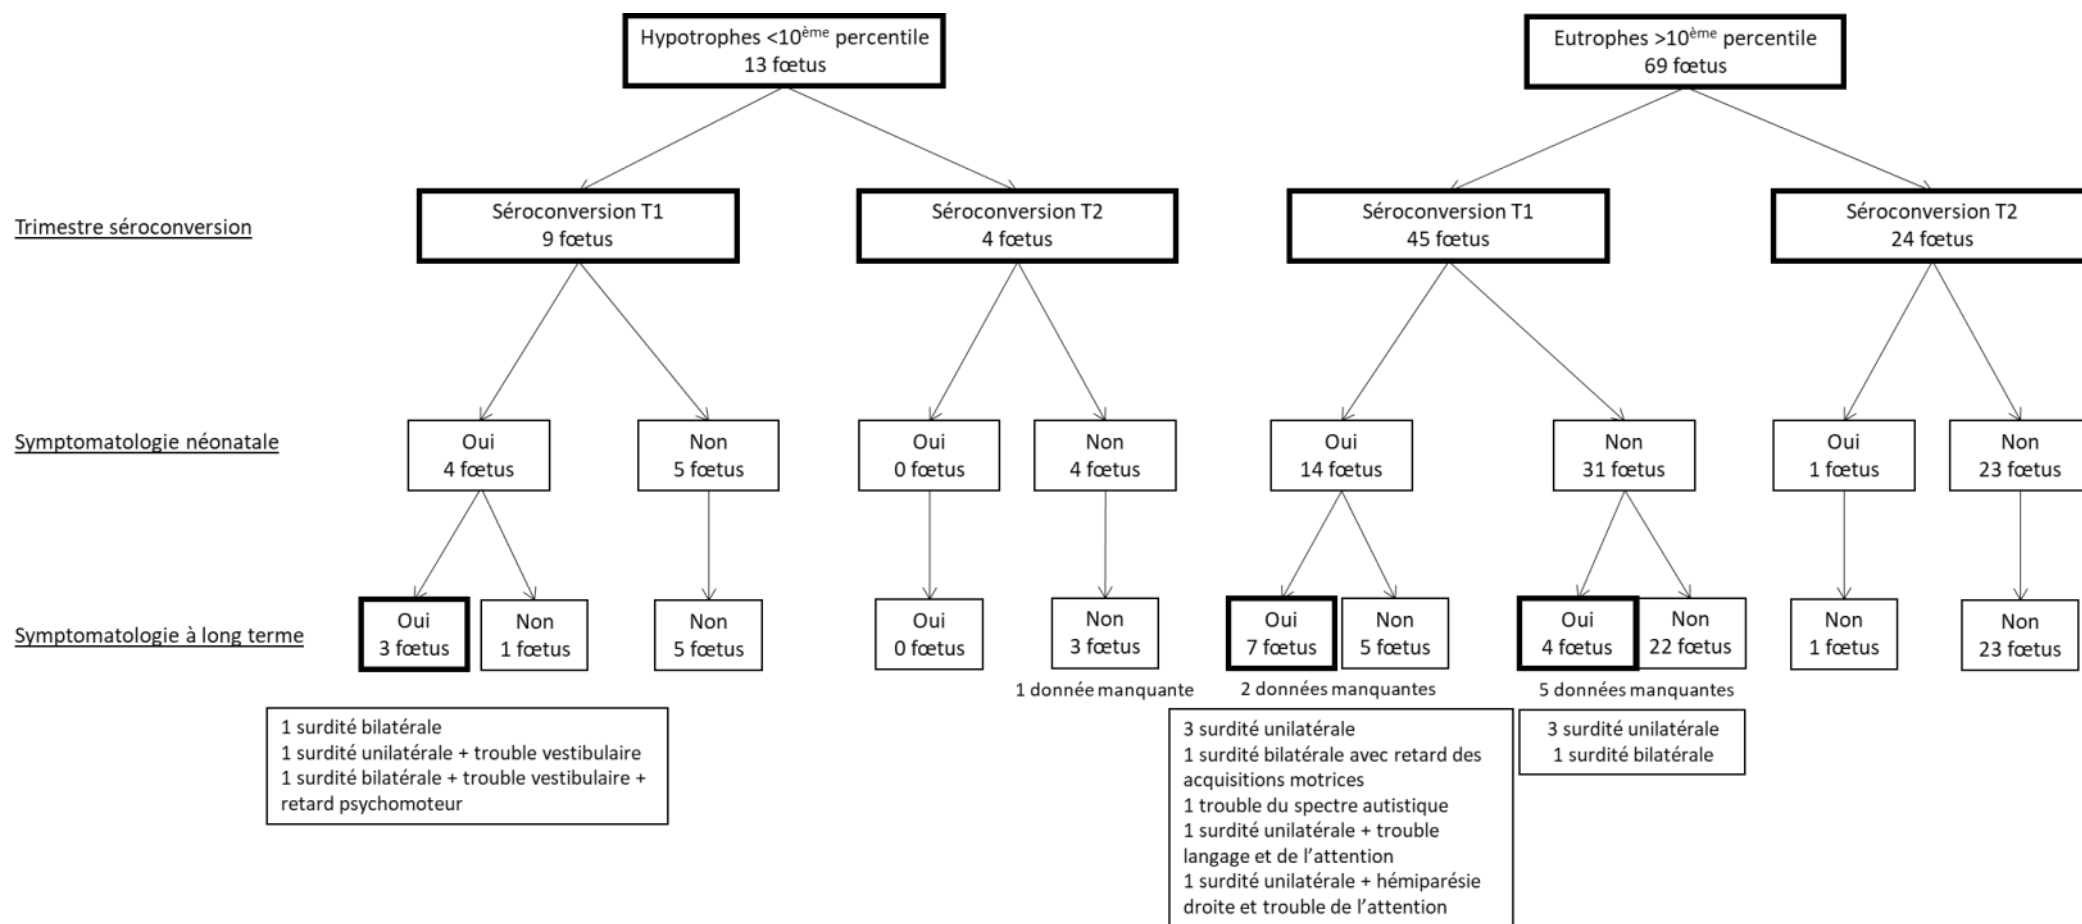 Hypotrophes <10ème percentile
13 fœtus
Eutrophes >10ème percentile
69 fœtus
Trimestre séroconversion
Séroconversion T1
9 fœtus
Séroconversion T2
4 fœtus
Séroconversion T1
45 fœtus
Séroconversion T2
24 fœtus
Symptomatologie néonatale
Oui
4 fœtus
Non
5 fœtus
Oui
0 fœtus
Non
4 fœtus
Oui
14 fœtus
Non
31 fœtus
Oui
1 fœtus
Non
23 fœtus
Symptomatologie à long terme
Oui
3 fœtus
Non
1 fœtus
Non
5 fœtus
Oui
0 fœtus
Non
3 fœtus
Oui
7 fœtus
Non
5 fœtus
Oui
4 fœtus
Non
22 fœtus
Non
1 fœtus
Non
23 fœtus
1 donnée manquante
2 données manquantes
5 données manquantes
1 surdité bilatérale
1 surdité unilatérale + trouble vestibulaire
1 surdité bilatérale + trouble vestibulaire +
retard psychomoteur
3 surdité unilatérale
1 surdité bilatérale avec retard des
acquisitions motrices
1 trouble du spectre autistique
1 surdité unilatérale + trouble
langage et de l'attention
1 surdité unilatérale + hémiparésie
droite et trouble de l'attention
3 surdité unilatérale
1 surdité bilatérale